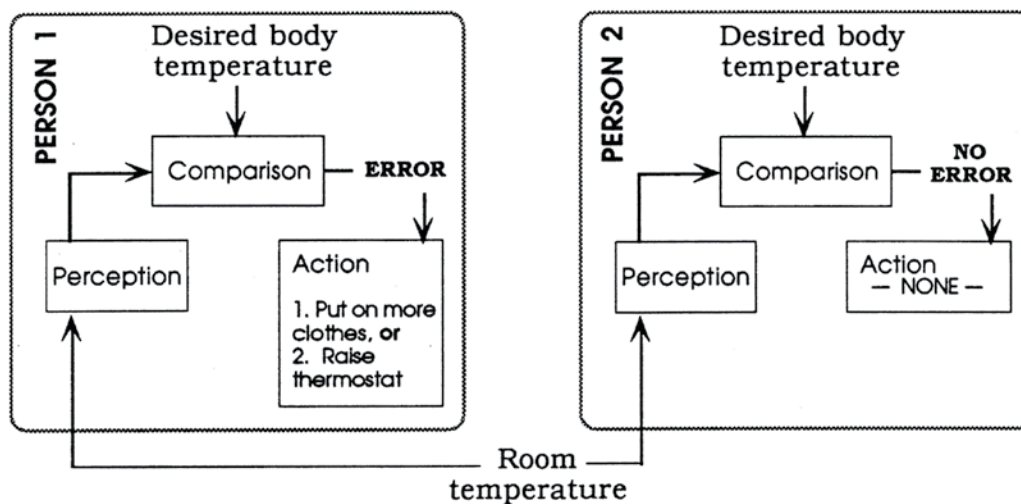 PERSON 1
Desired body
temperature
Comparison
ERROR
Perception
Action
1. Put on more
clothes, or
2. Raise
thermostat
PERSON 2
Desired body
temperature
Comparison
NO
ERROR
Perception
Action
— NONE —
Room
temperature